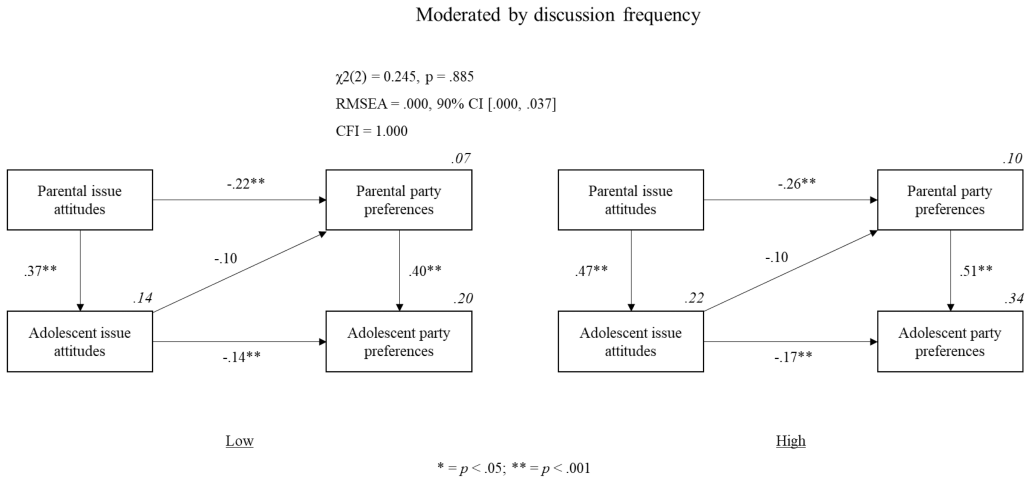 Moderated by discussion frequency
χ2(2) = 0.245, p = .885
RMSEA = .000, 90% CI [.000, .037]
CFI = 1.000
.07
Parental issue
attitudes
-.22**
Parental party
preferences
.37**
-.10
.40**
.14
.20
Adolescent issue
attitudes
-.14**
Adolescent party
preferences
Low
.10
Parental issue
attitudes
-.26**
Parental party
preferences
.47**
-.10
.51**
.22
.34
Adolescent issue
attitudes
-.17**
Adolescent party
preferences
High
* = p < .05; ** = p < .001